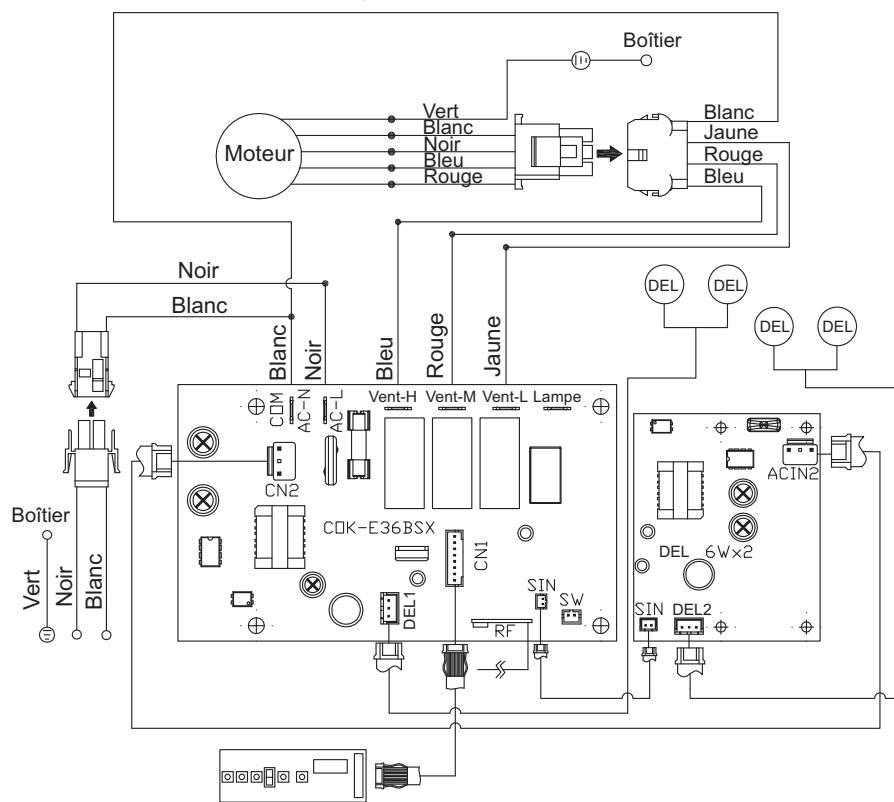 Boîtier
Vert
Blanc
Noir
Bleu
Rouge
Moteur
Blanc
Jaune
Rouge
Bleu
Noir
Blanc
DEL
DEL
DEL
DEL
Blanc
Noir
Bleu
Rouge
Jaune
COM
AC-N
AC-L
Vent-H
Vent-M
Vent-L
Lampe
CN2
ACIN2
COK-E36BSX
CN1
DEL
6W×2
Boîtier
Vert
Noir
Blanc
DEL1
SIN
SW
RF
SIN
DEL2